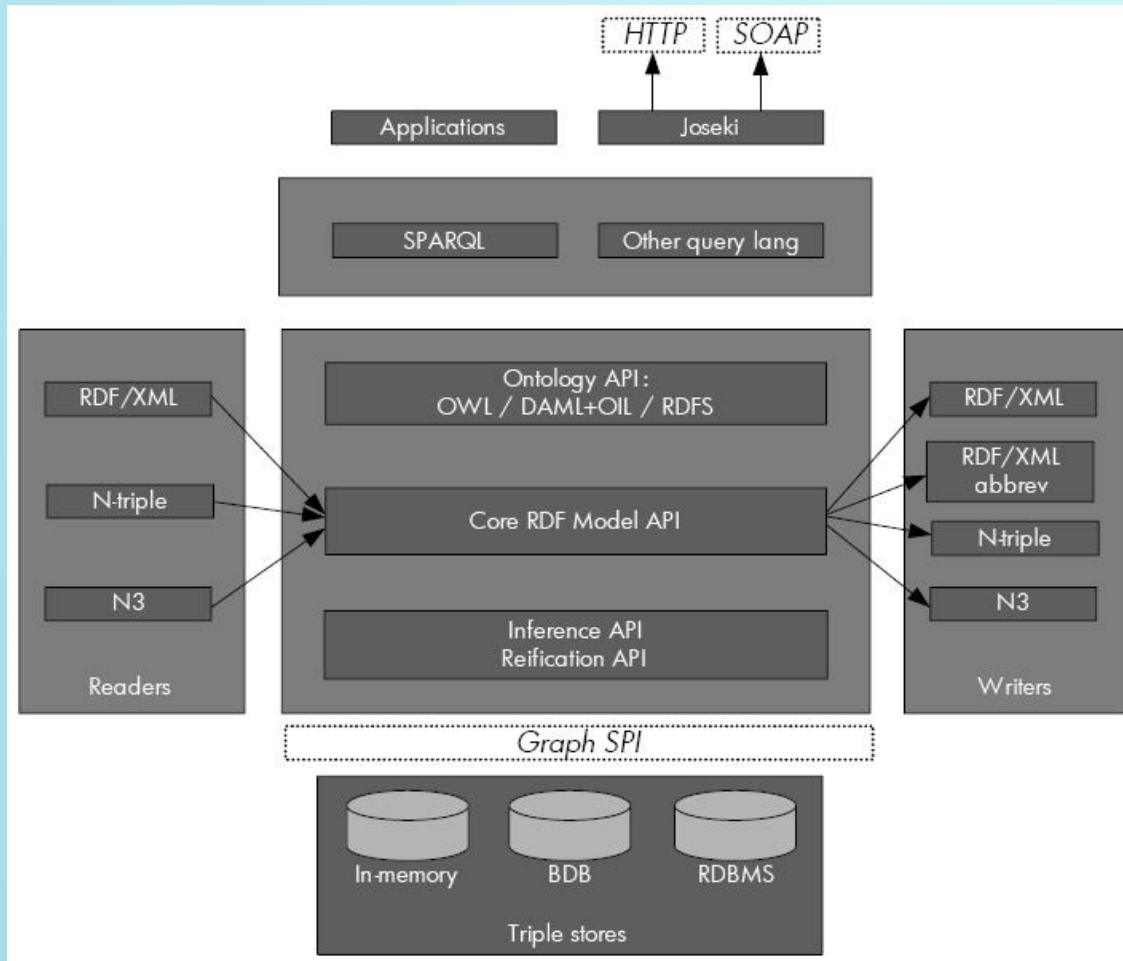 HTTP
SOAP
Applications
Joseki
SPARQL
Other query lang
RDF/XML
N-triple
N3
Readers
Ontology API:
OWL / DAML+OIL / RDFS
Core RDF Model API
Inference API
Reification API
RDF/XML
RDF/XML
abbrev
N-triple
N3
Writers
Graph SPI
In-memory
BDB
RDBMS
Triple stores